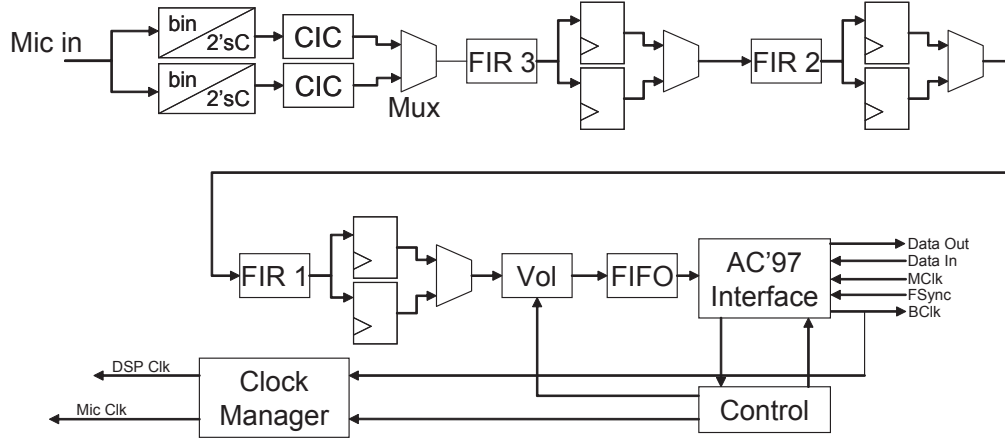 Mic in
bin
2'sC
CIC
bin
2'sC
CIC
Mux
FIR 3
FIR 2
FIR 1
Vol
FIFO
AC'97
Interface
Data Out
Data In
MClk
FSync
BClk
DSP Clk
Mic Clk
Clock
Manager
Control